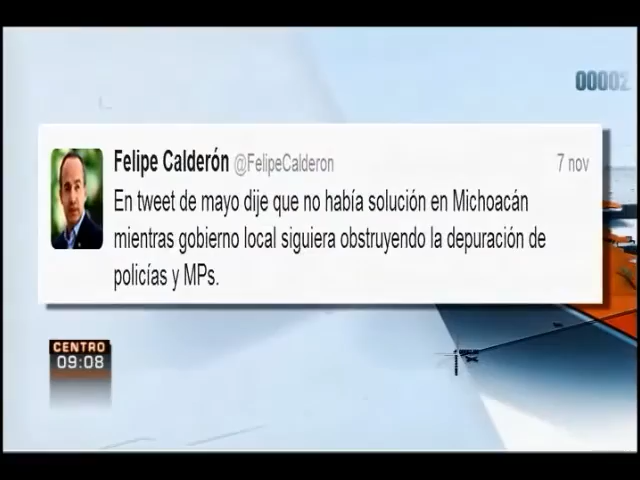 00002
Felipe Calderón @FelipeCalderon 7 nov
En tweet de mayo dije que no había solución en Michoacán
mientras gobierno local siguiera obstruyendo la depuración de
policías y MPs.
CENTRO
09:08